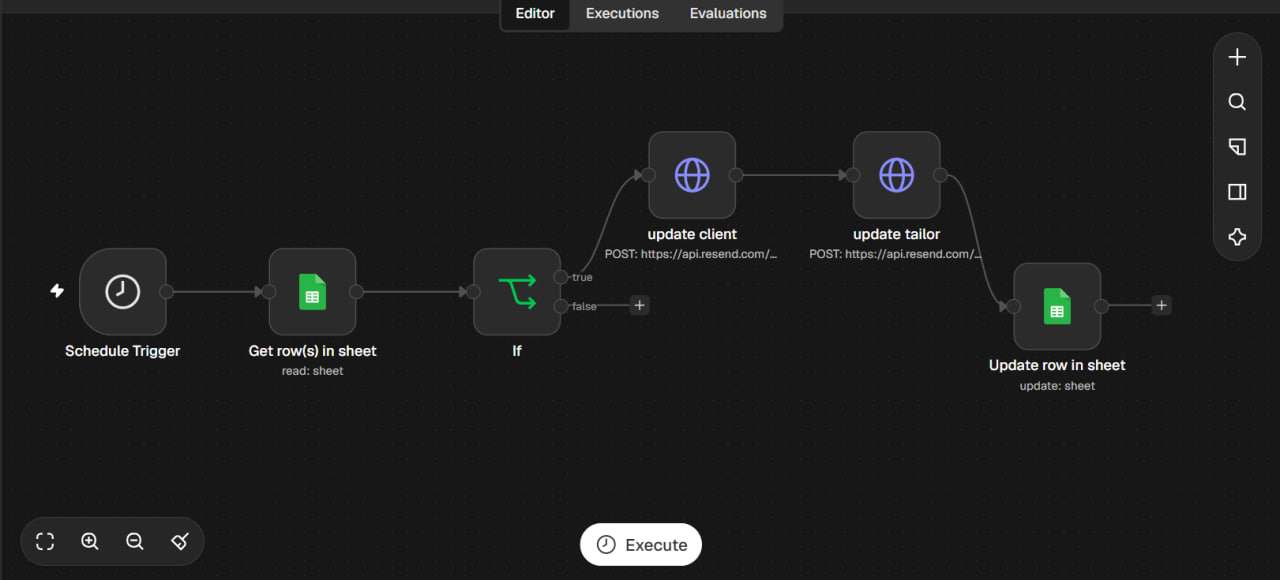 Editor Executions Evaluations
update client
POST: https://api.resend.com/...
update tailor
POST: https://api.resend.com/...
true
false
Schedule Trigger
Get row(s) in sheet
read: sheet
If
Update row in sheet
update: sheet
Execute